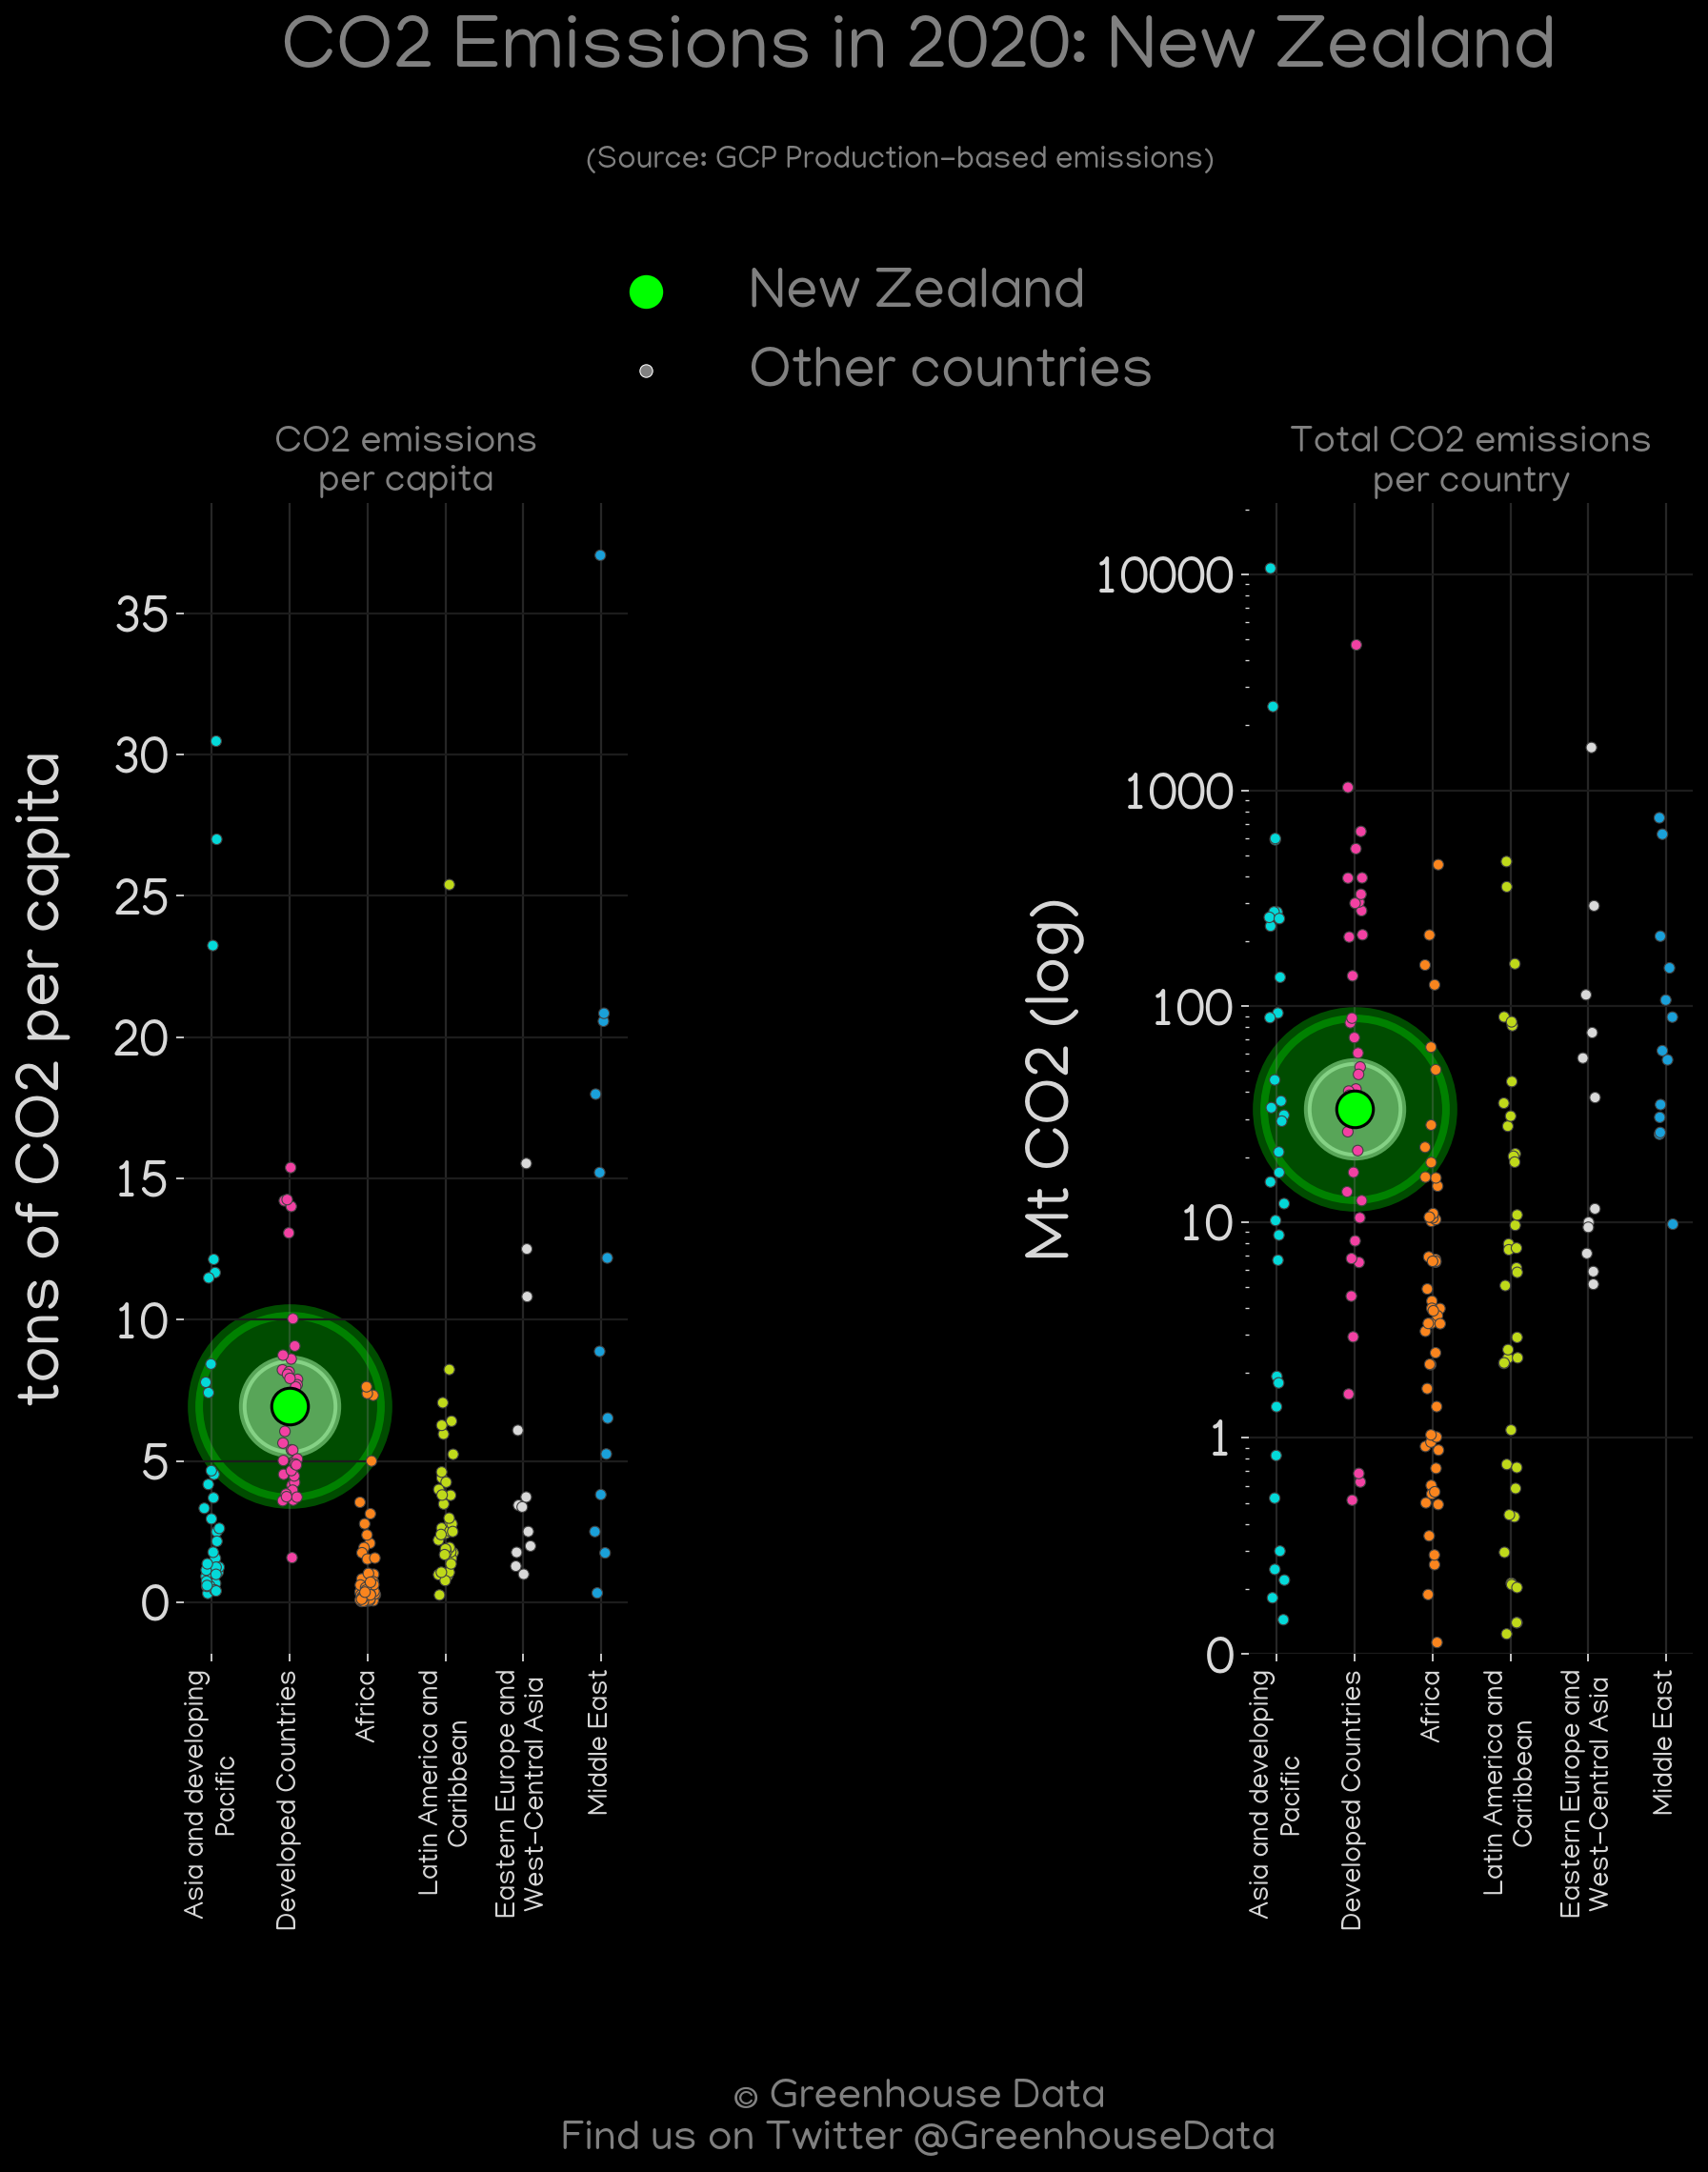 CO2 Emissions in 2020: New Zealand
(Source: GCP Production-based emissions)
New Zealand
Other countries
CO2 emissions
per capita
tons of CO2 per capita
35
30
25
20
15
10
5
0
Asia and developing
Pacific
Developed Countries
Africa
Latin America and
Caribbean
Eastern Europe and
West-Central Asia
Middle East
Total CO2 emissions
per country
Mt CO2 (log)
10000
1000
100
10
1
0
Asia and developing
Pacific
Developed Countries
Africa
Latin America and
Caribbean
Eastern Europe and
West-Central Asia
Middle East
© Greenhouse Data
Find us on Twitter @GreenhouseData